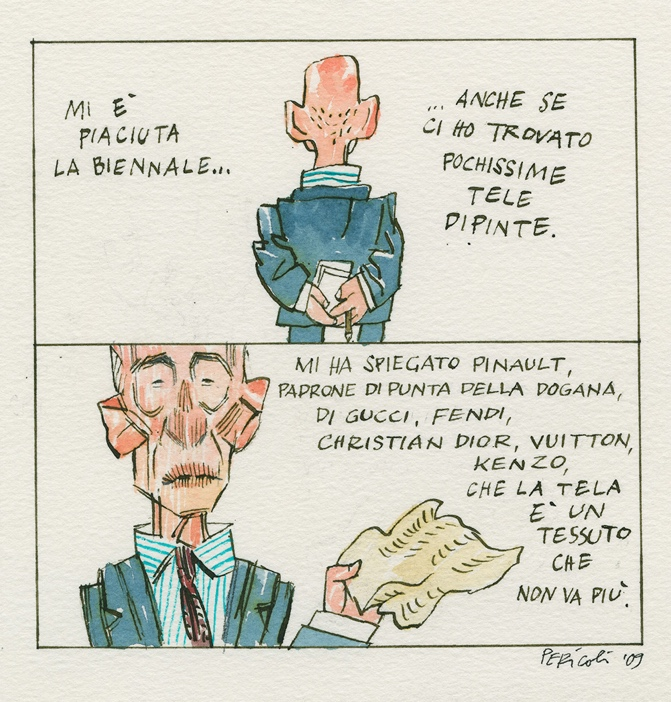 MI È
PIACIUTA
LA BIENNALE...
... ANCHE SE
CI HO TROVATO
POCHISSIME
TELE
DIPINTE.
MI HA SPIEGATO PINAULT,
PADRONE DI PUNTA DELLA DOGANA,
DI GUCCI, FENDI,
CHRISTIAN DIOR, VUITTON,
KENZO,
CHE LA TELA
E` UN
TESSUTO
CHE
NON VA PIÙ.
PERicoli '09